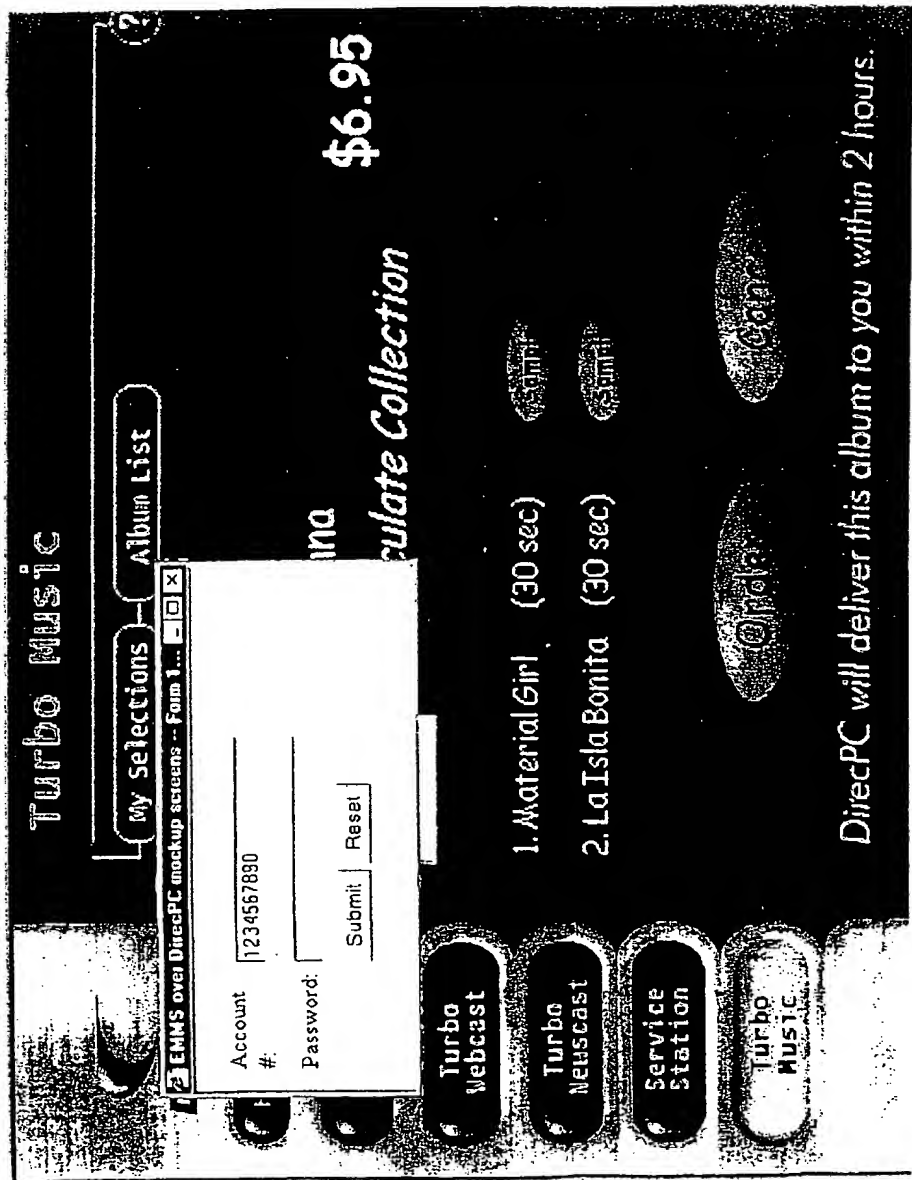 Turbo Music
My Selections Album List ?
EMMS over DirecPC mockup screens -- Form 1...
Account
#:
1234567890
Password:
Submit Reset
nna
$6.95
culate Collection
1. Material Girl (30 sec)
2. La Isla Bonita (30 sec)
DirecPC will deliver this album to you within 2 hours.
Turbo
Webcast
Turbo
Newscast
Service
Station
Turbo
Music